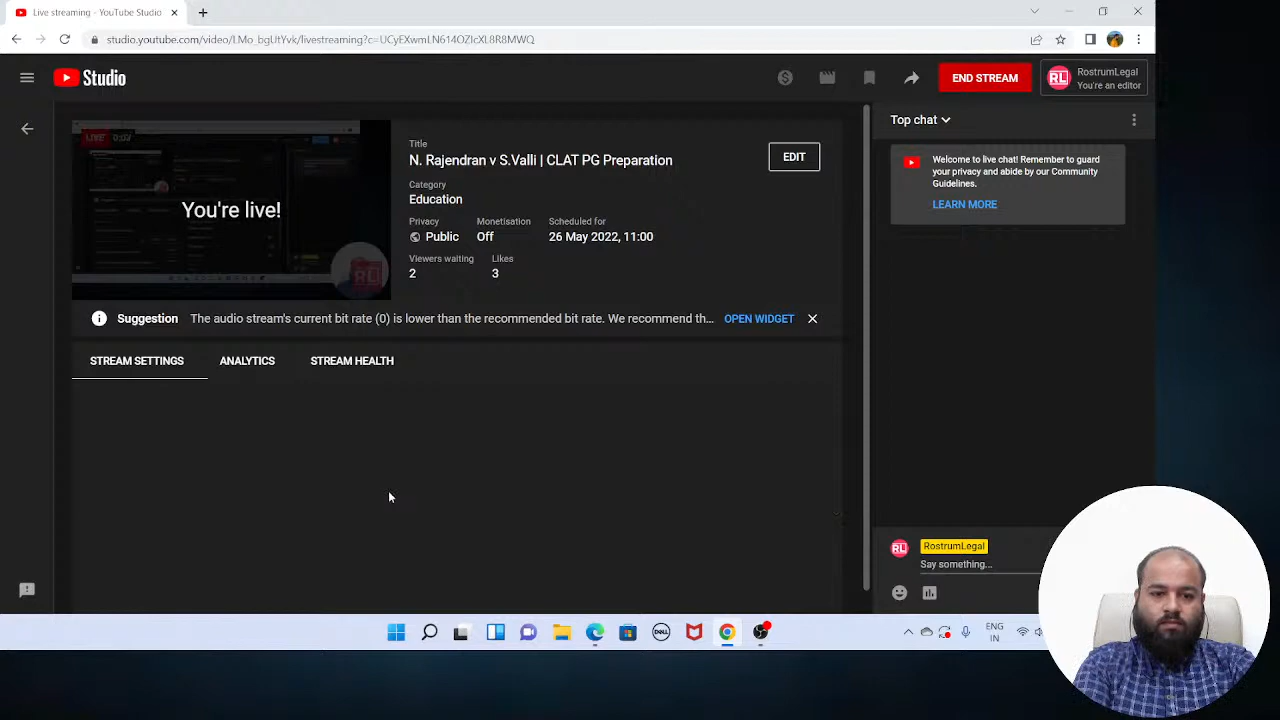 Live streaming - YouTube Studio
studio.youtube.com/video/LMo_bgUtYvk/livestreaming?c=UCyEXwmLN614OZIcXL8R8MWQ
Studio
END STREAM
RostrumLegal
You're an editor
LIVE
You're live!
Title
N. Rajendran v S.Valli | CLAT PG Preparation
EDIT
Category
Education
Privacy
Monetisation
Scheduled for
Public
Off
26 May 2022, 11:00
Viewers waiting
Likes
2
3
Suggestion
The audio stream's current bit rate (0) is lower than the recommended bit rate. We recommend th...
OPEN WIDGET
STREAM SETTINGS
ANALYTICS
STREAM HEALTH
Top chat
Welcome to live chat! Remember to guard
your privacy and abide by our Community
Guidelines.
LEARN MORE
RL
RostrumLegal
Say something...
DELL
ENG
IN